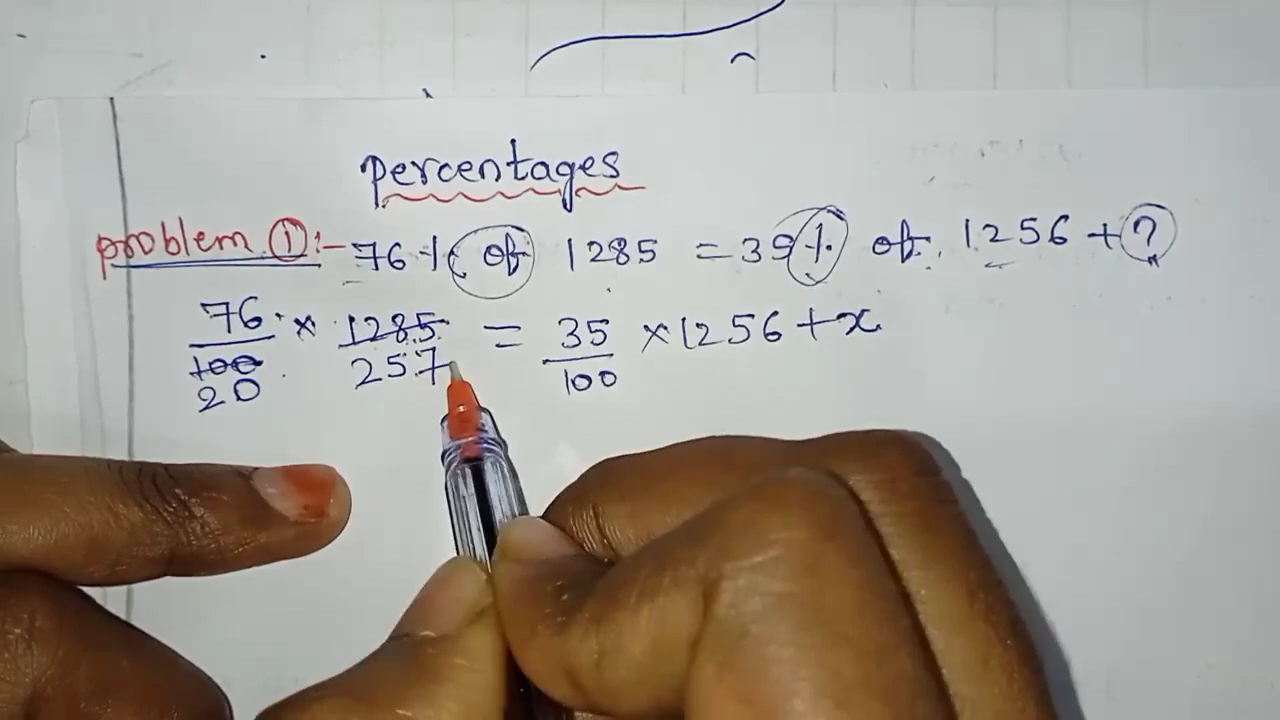 percentages
problem ①:- 76% of 1285 = 35% of 1256 + ?
76/100 × 1285 = 35/100 × 1256 + x
20 257